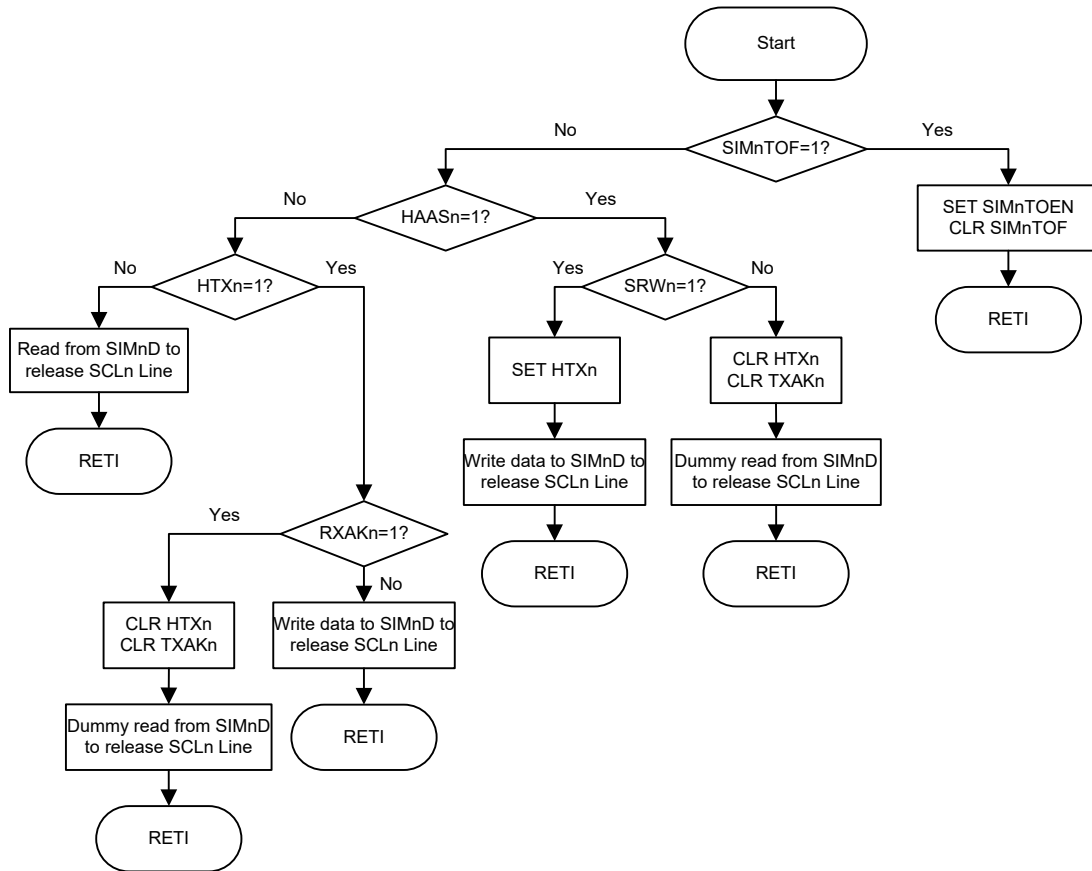 Start
No
SIMnTOF=1?
Yes
No
HAASn=1?
Yes
SET SIMnTOEN
CLR SIMnTOF
No
HTXn=1?
Yes
Yes
SRWn=1?
No
RETI
Read from SIMnD to
release SCLn Line
SET HTXn
CLR HTXn
CLR TXAKn
RETI
Write data to SIMnD to
release SCLn Line
Dummy read from SIMnD
to release SCLn Line
Yes
RXAKn=1?
No
RETI
RETI
CLR HTXn
CLR TXAKn
Write data to SIMnD to
release SCLn Line
Dummy read from SIMnD
to release SCLn Line
RETI
RETI